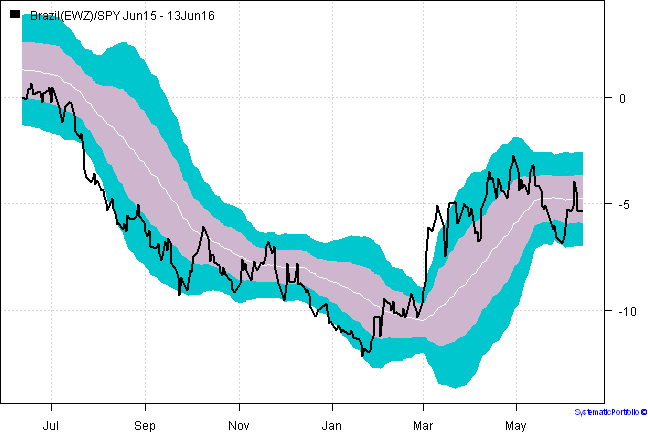 Brazil(EWZ)/SPY Jun15 - 13Jun16
0
-5
-10
Jul Sep Nov Jan Mar May
SystematicPortfolio ©